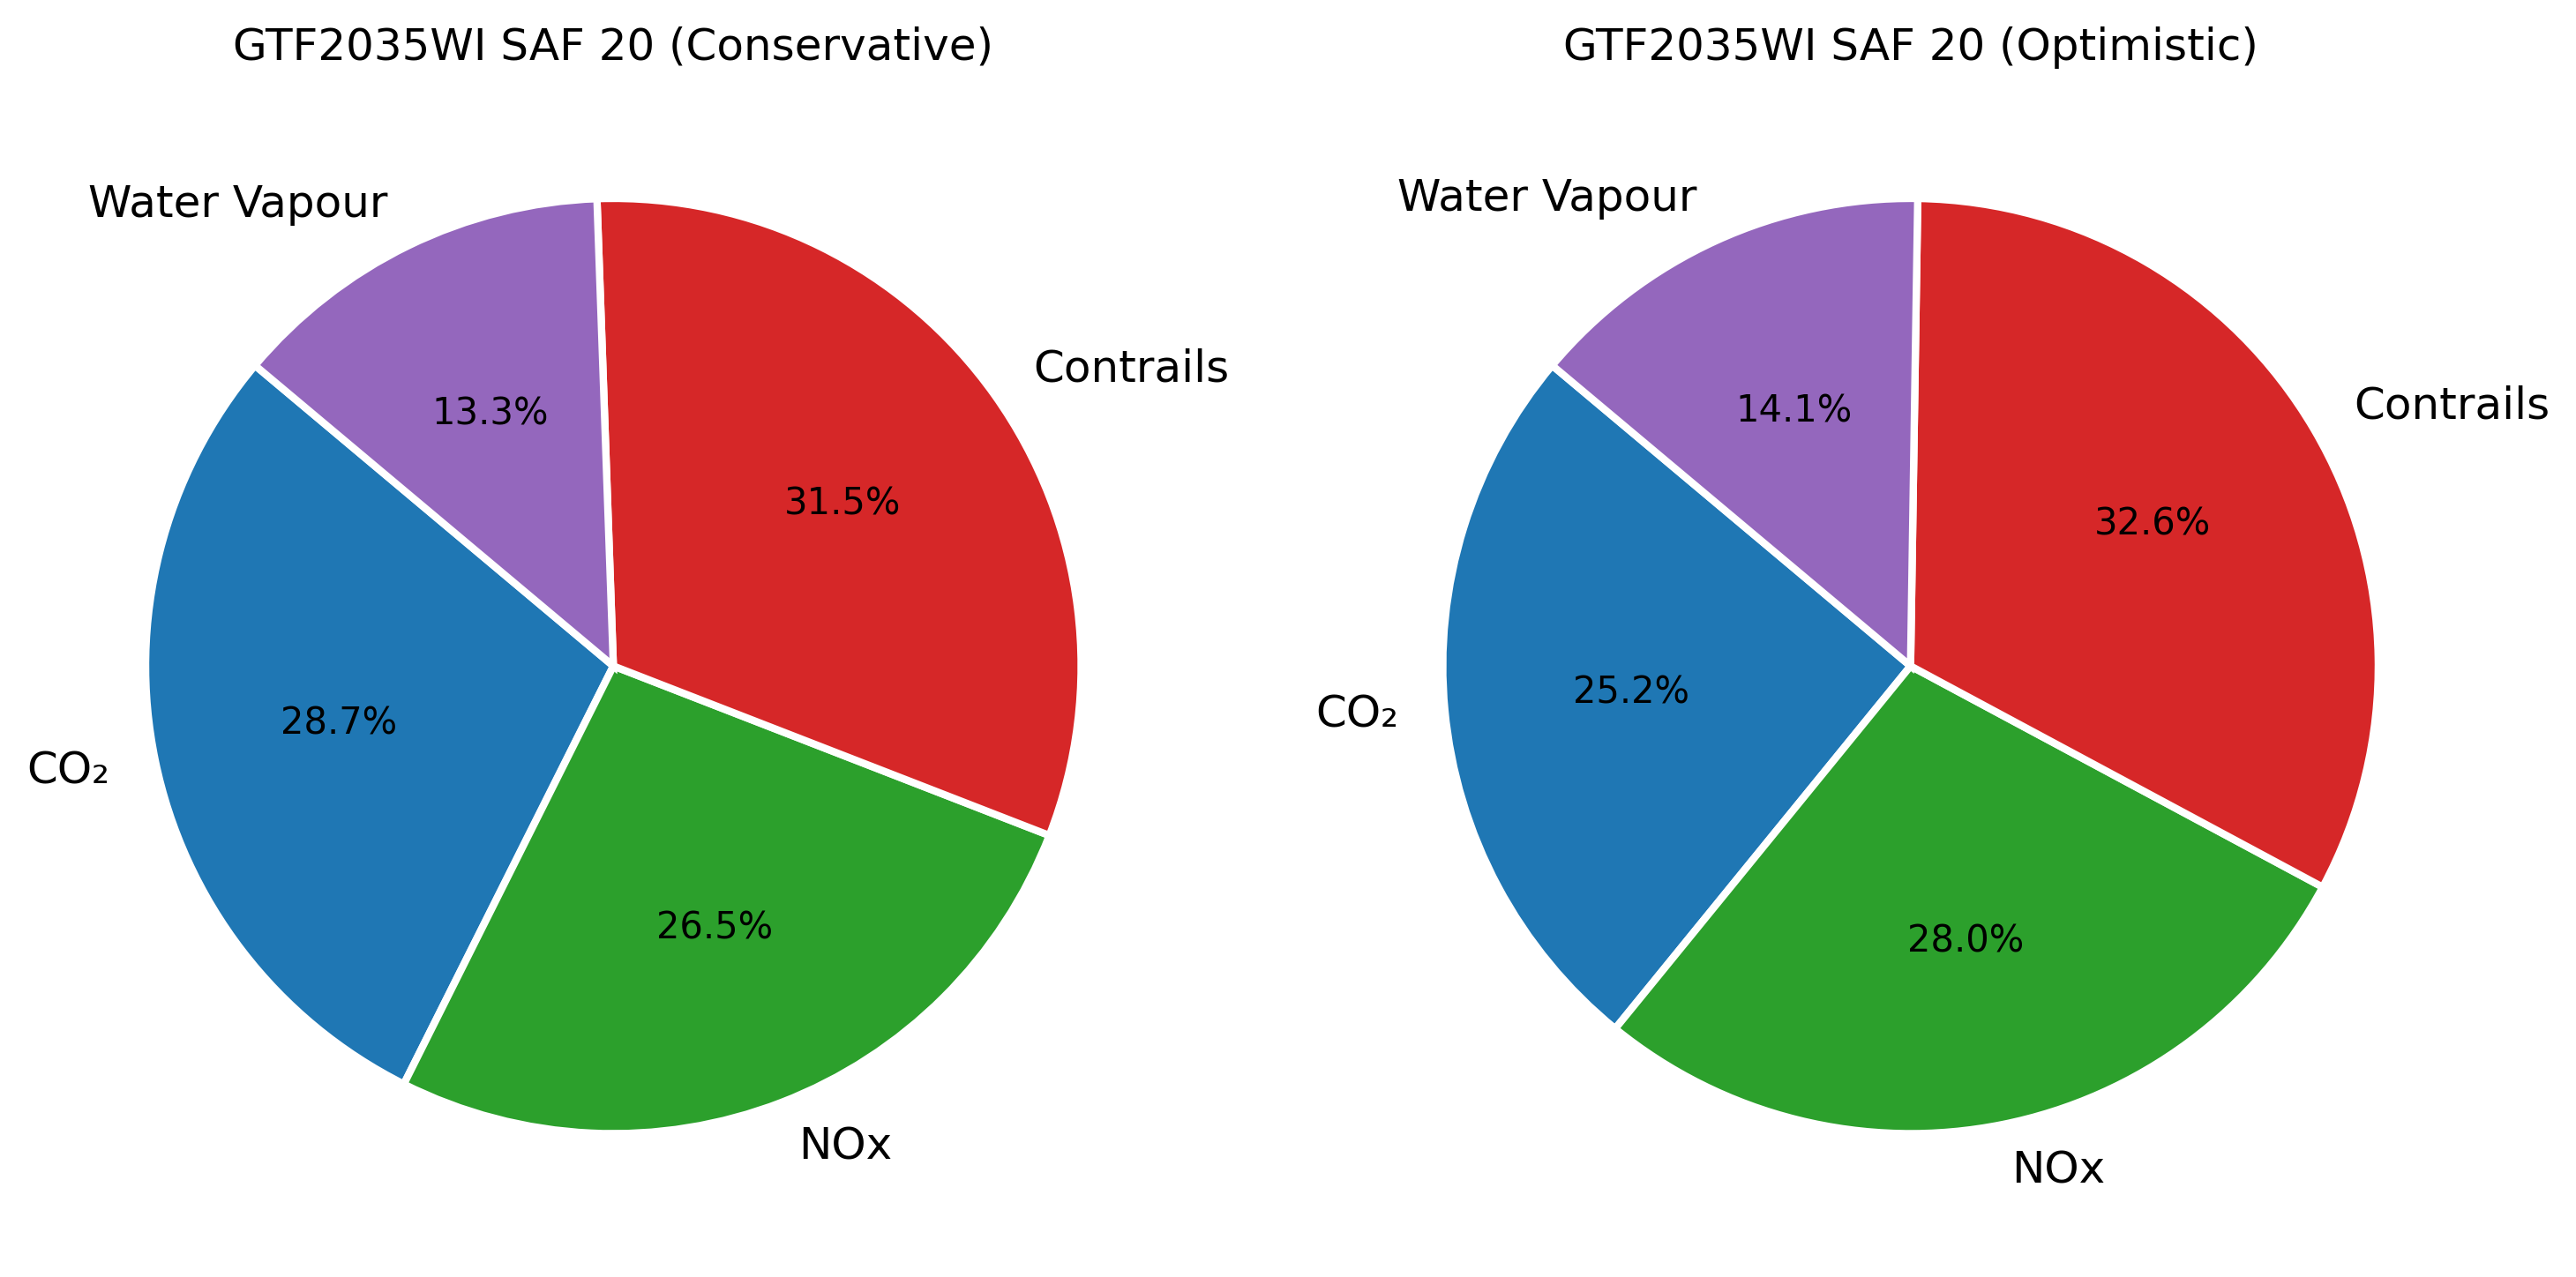 GTF2035WI SAF 20 (Conservative)
Water Vapour
Contrails
13.3%
31.5%
28.7%
CO₂
26.5%
NOx
GTF2035WI SAF 20 (Optimistic)
Water Vapour
Contrails
14.1%
32.6%
25.2%
CO₂
28.0%
NOx